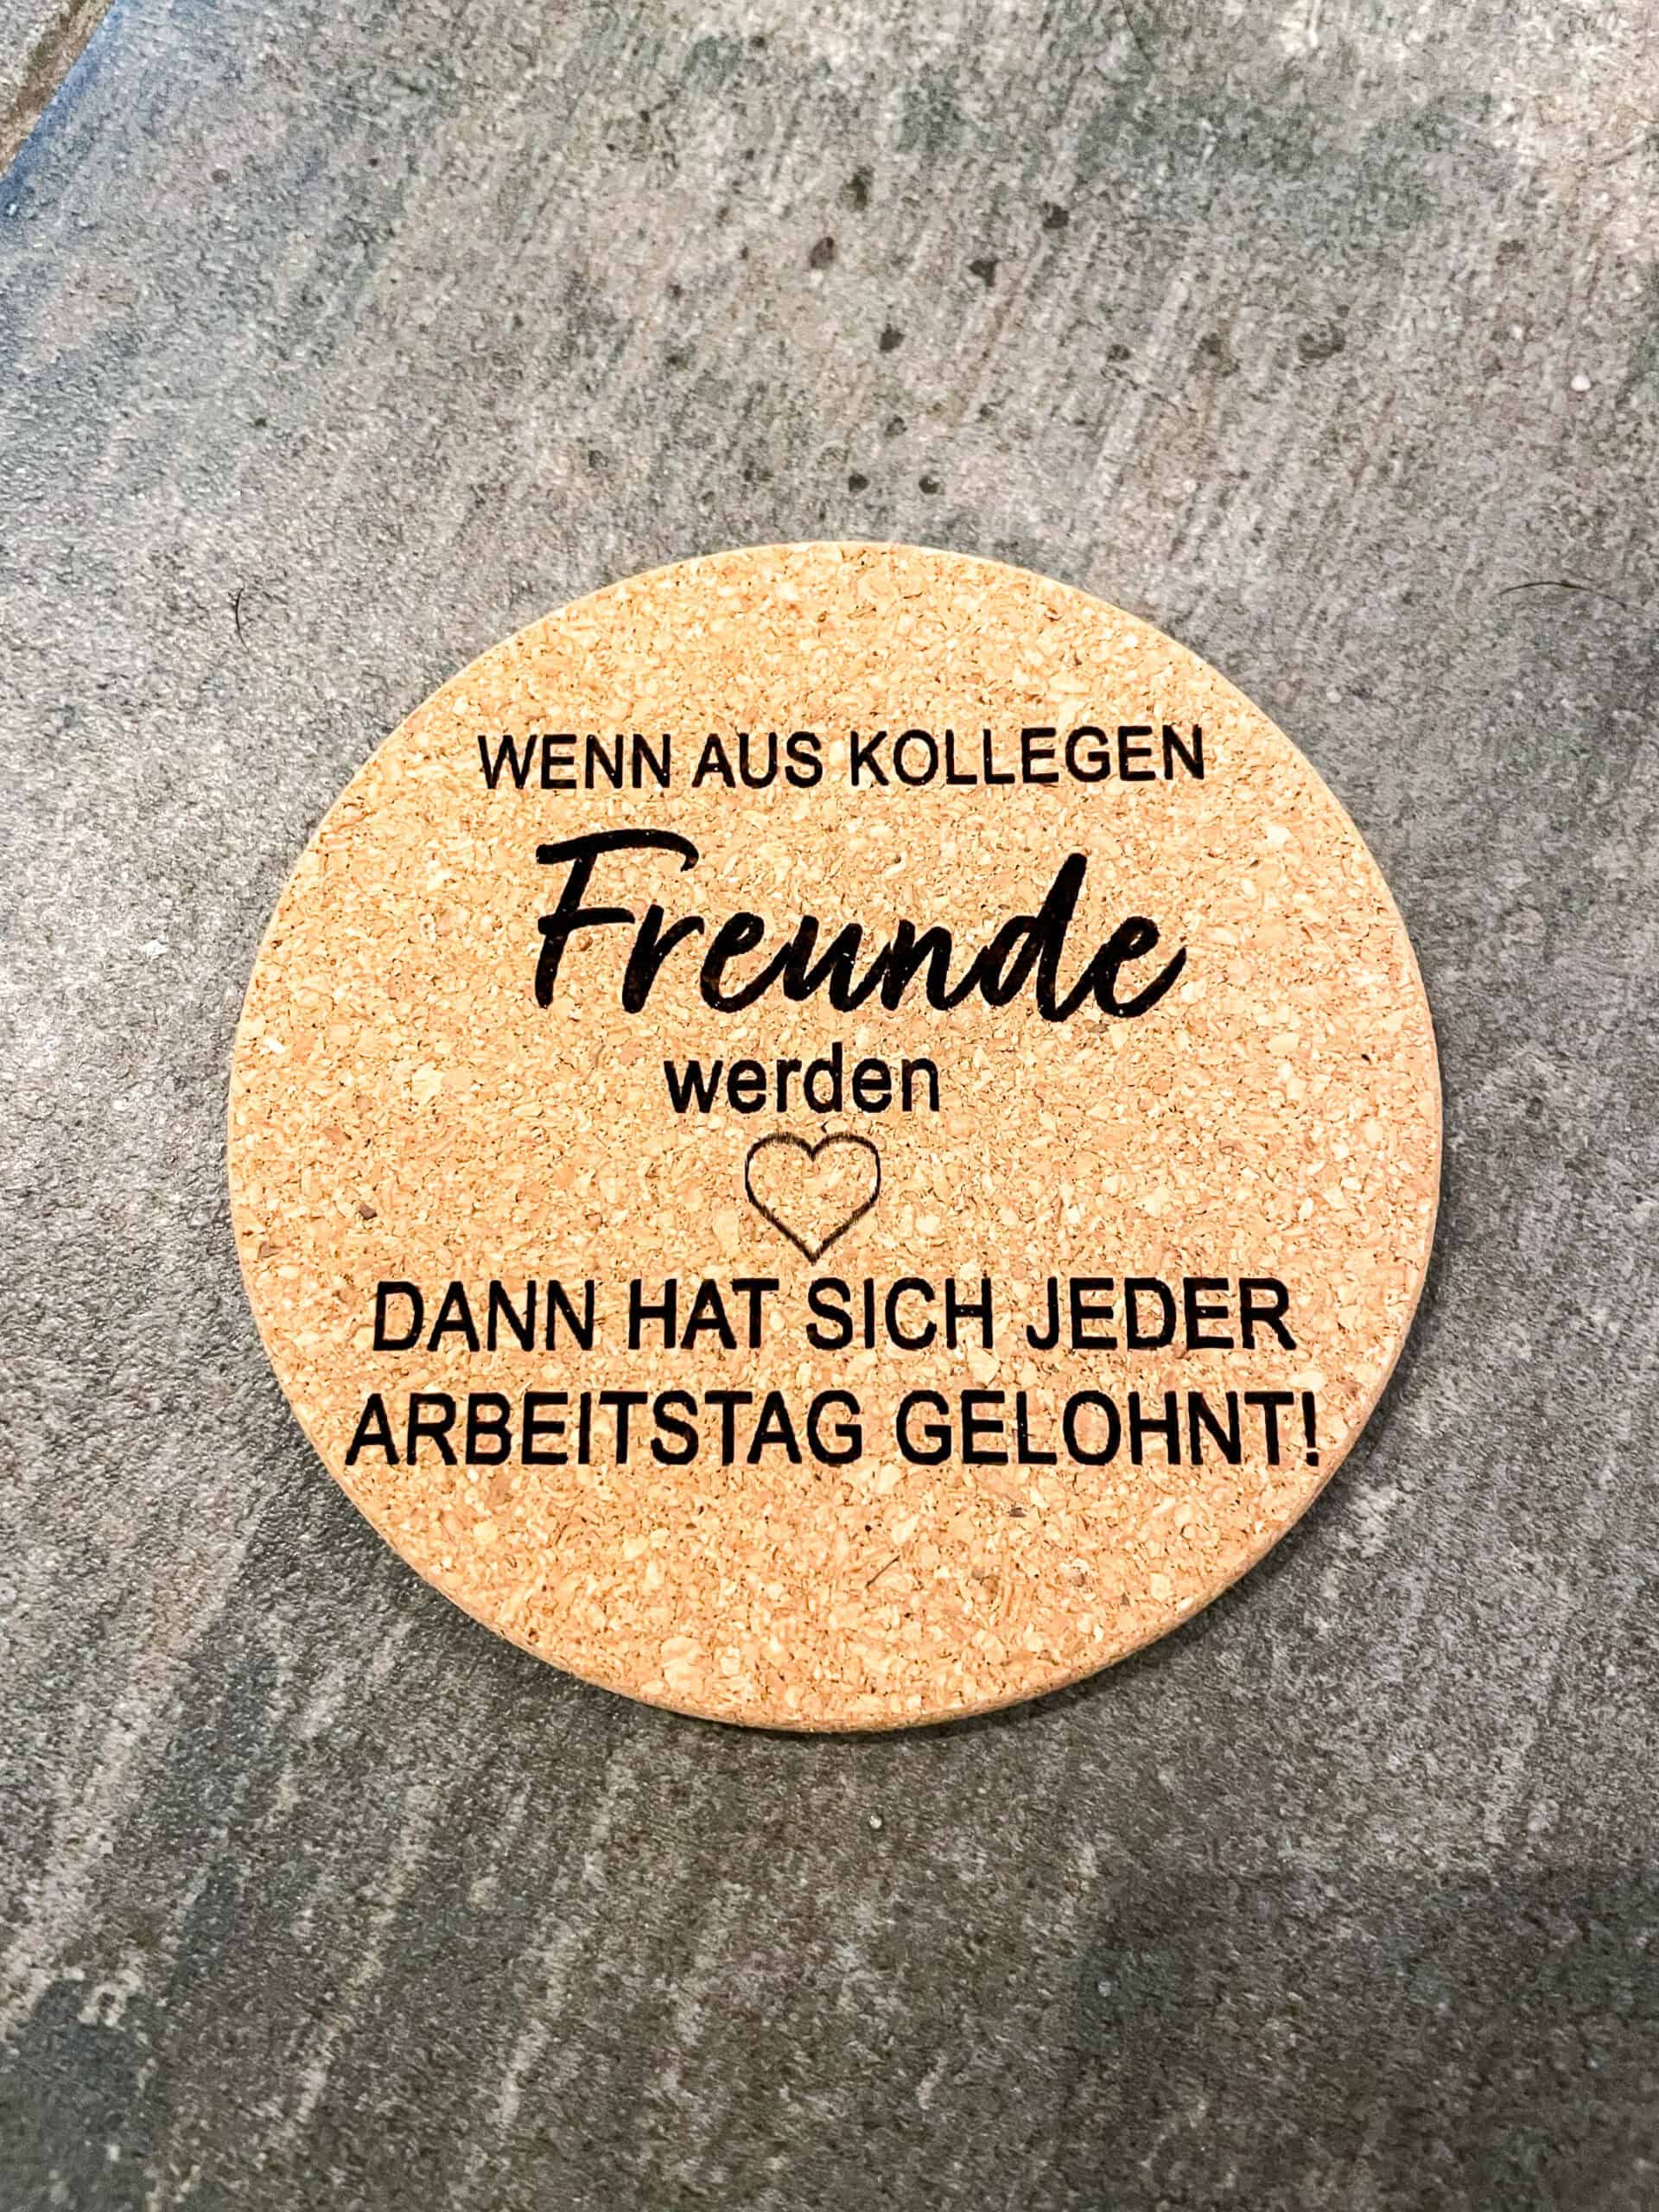 WENN AUS KOLLEGEN
Freunde
werden
DANN HAT SICH JEDER
ARBEITSTAG GELOHNT!